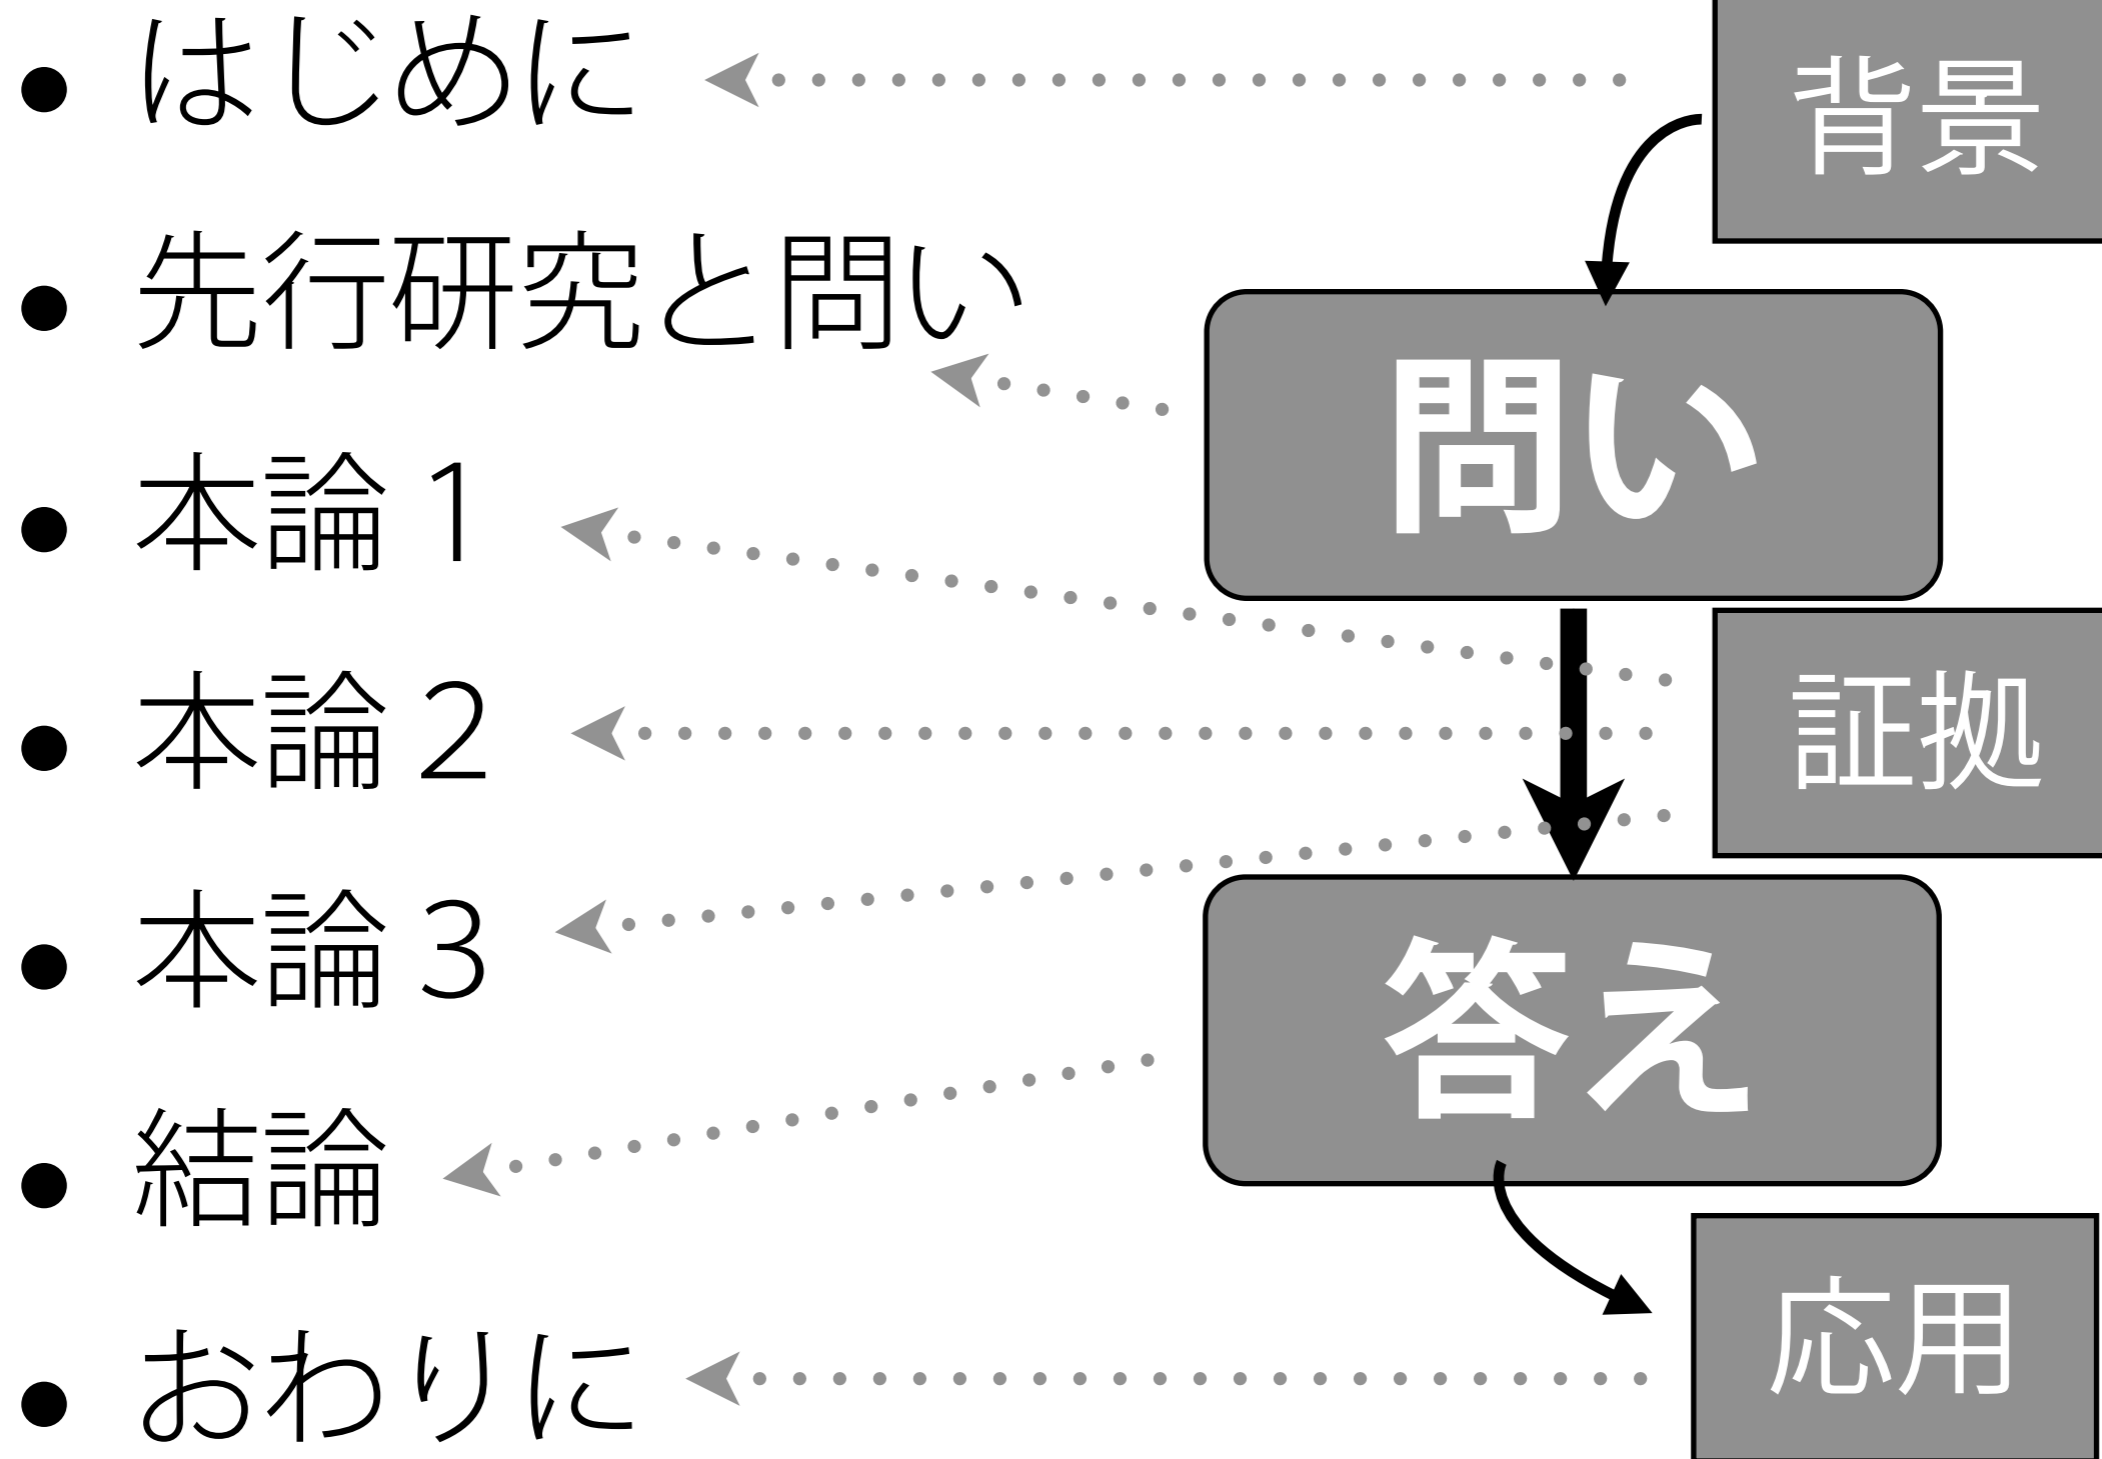 • はじめに
• 先行研究と問い
• 本論 1
• 本論 2
• 本論 3
• 結論
• おわりに
背景
問い
証拠
答え
応用